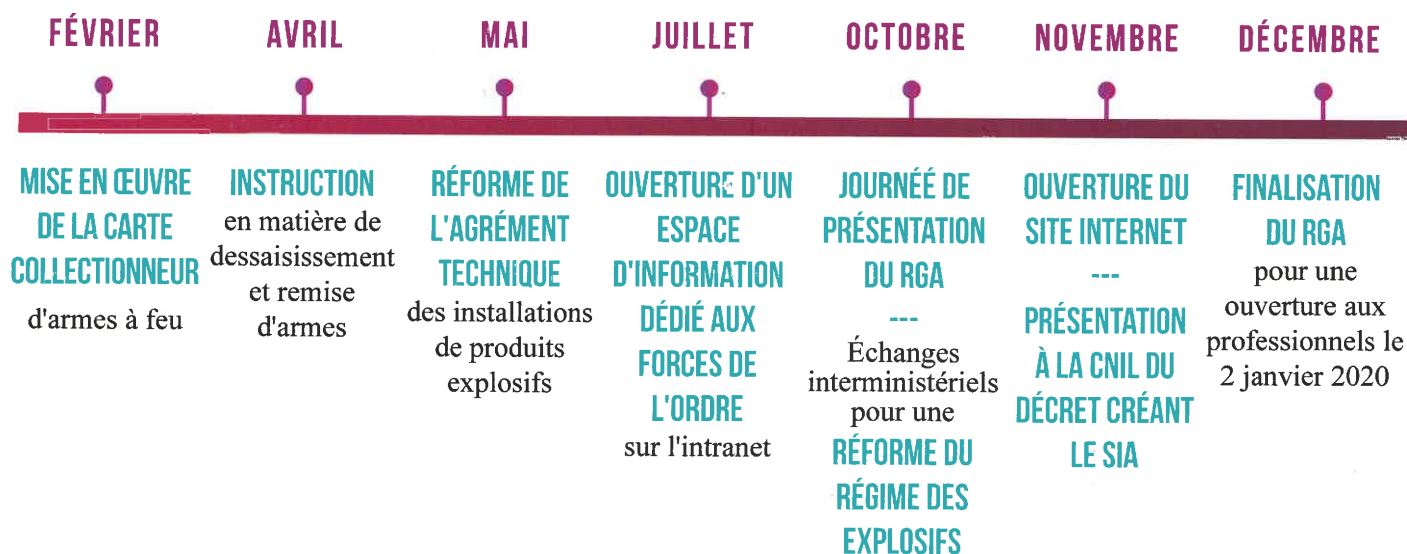 FÉVRIER
AVRIL
MAI
JUILLET
OCTOBRE
NOVEMBRE
DÉCEMBRE
MISE EN ŒUVRE
DE LA CARTE
COLLECTIONNEUR
d'armes à feu
INSTRUCTION
en matière de
dessaisissement
et remise
d'armes
RÉFORME DE
L'AGRÉMENT
TECHNIQUE
des installations
de produits
explosifs
OUVERTURE D'UN
ESPACE
D'INFORMATION
DÉDIÉ AUX
FORCES DE
L'ORDRE
sur l'intranet
JOURNÉÉ DE
PRÉSENTATION
DU RGA
---
Échanges
interministériels
pour une
RÉFORME DU
RÉGIME DES
EXPLOSIFS
OUVERTURE DU
SITE INTERNET
---
PRÉSENTATION
À LA CNIL DU
DÉCRET CRÉANT
LE SIA
FINALISATION
DU RGA
pour une
ouverture aux
professionnels le
2 janvier 2020